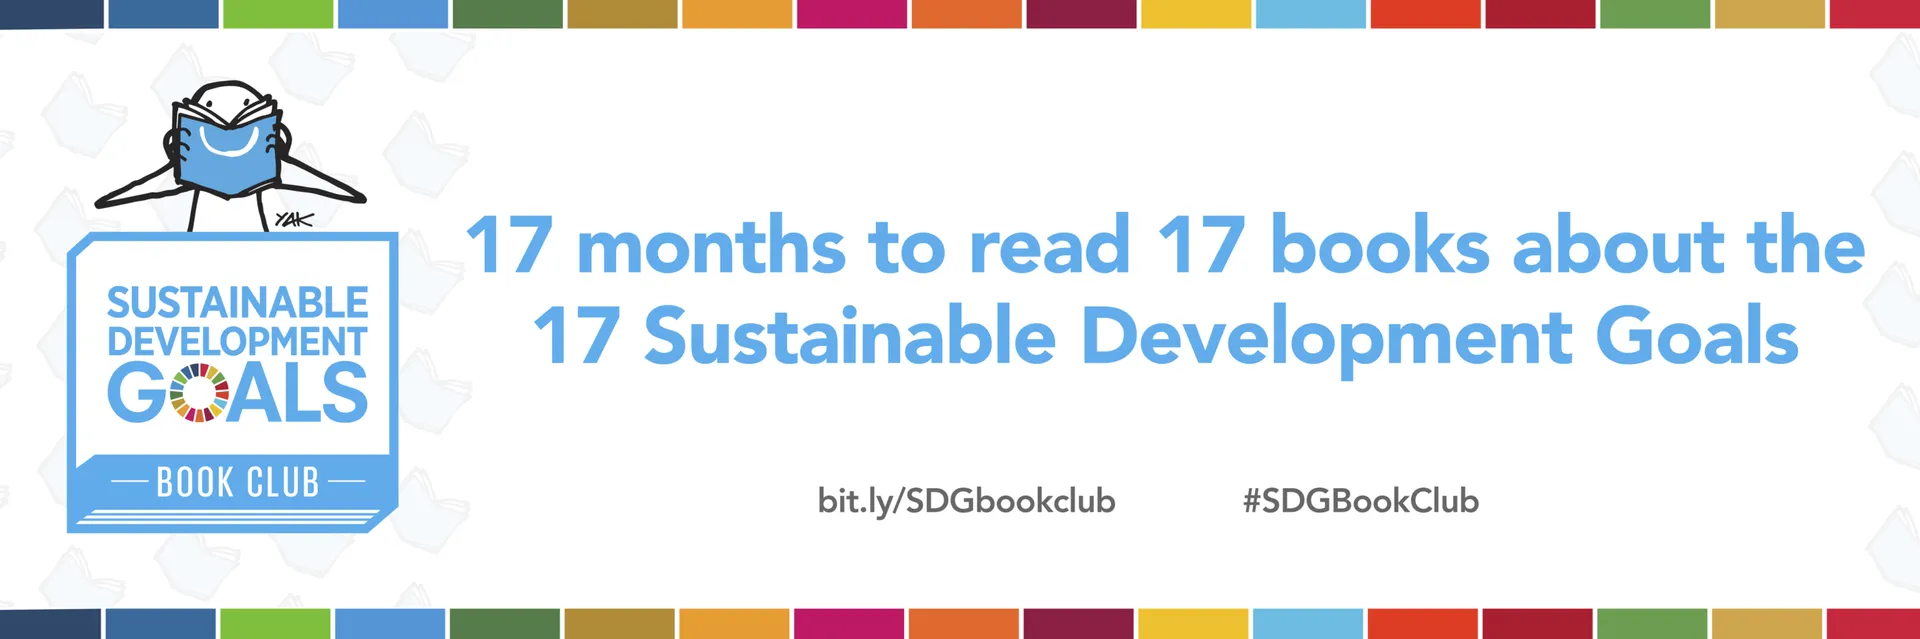 YAK
SUSTAINABLE
DEVELOPMENT
GOALS
BOOK CLUB
17 months to read 17 books about the
17 Sustainable Development Goals
bit.ly/SDGbookclub
#SDGBookClub